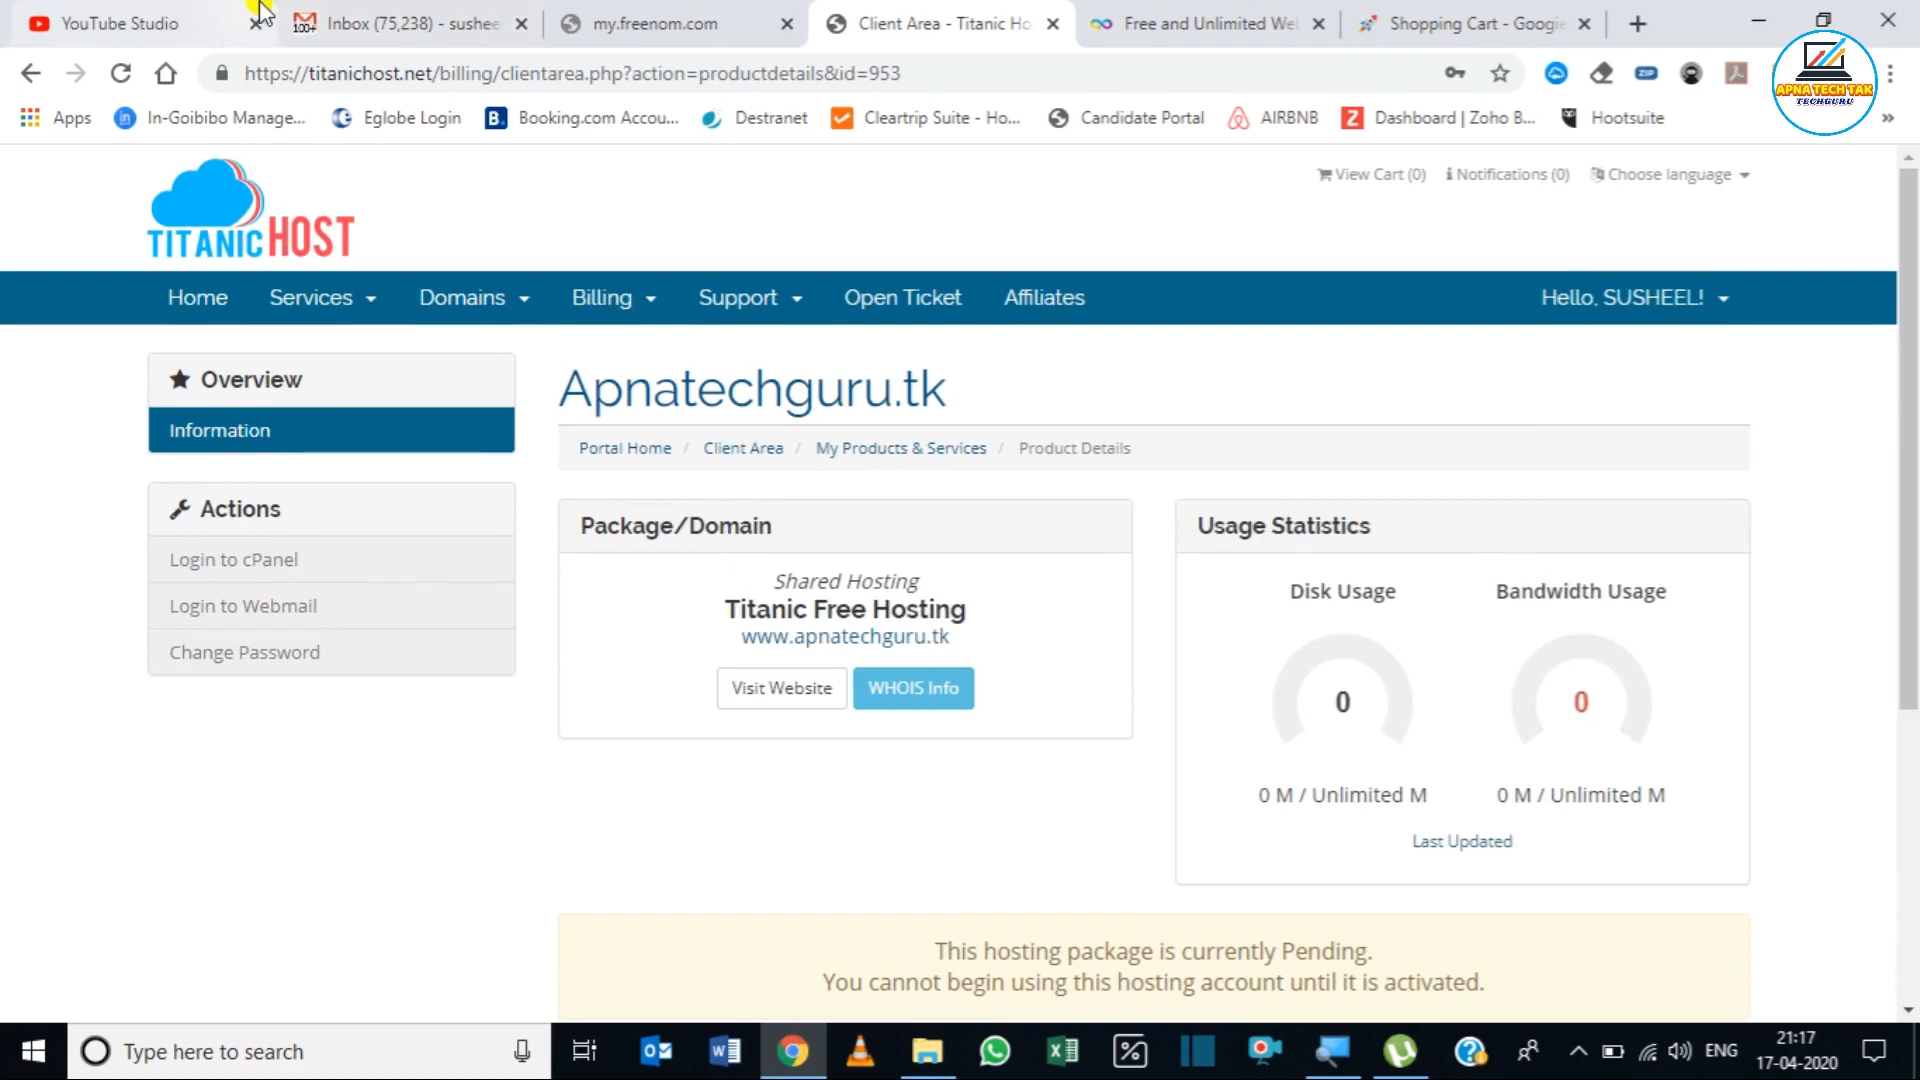 YouTube Studio
Inbox (75,238) - sushee
my.freenom.com
Client Area - Titanic Ho
Free and Unlimited We
Shopping Cart - Google
https://titanichost.net/billing/clientarea.php?action=productdetails&id=953
ZIP
APNA TECH TAK
TECHGURU
Apps
In-Goibibo Manage...
Eglobe Login
Booking.com Accou...
Destranet
Cleartrip Suite - Ho...
Candidate Portal
AIRBNB
Dashboard | Zoho B...
Hootsuite
TITANIC HOST
View Cart (0)
Notifications (0)
Choose language
Home
Services
Domains
Billing
Support
Open Ticket
Affiliates
Hello, SUSHEEL!
Overview
Information
Actions
Login to cPanel
Login to Webmail
Change Password
Apnatechguru.tk
Portal Home / Client Area / My Products & Services / Product Details
Package/Domain
Shared Hosting
Titanic Free Hosting
www.apnatechguru.tk
Visit Website
WHOIS Info
Usage Statistics
Disk Usage
Bandwidth Usage
0
0
0 M / Unlimited M
0 M / Unlimited M
Last Updated
This hosting package is currently Pending.
You cannot begin using this hosting account until it is activated.
Type here to search
ENG
21:17
17-04-2020